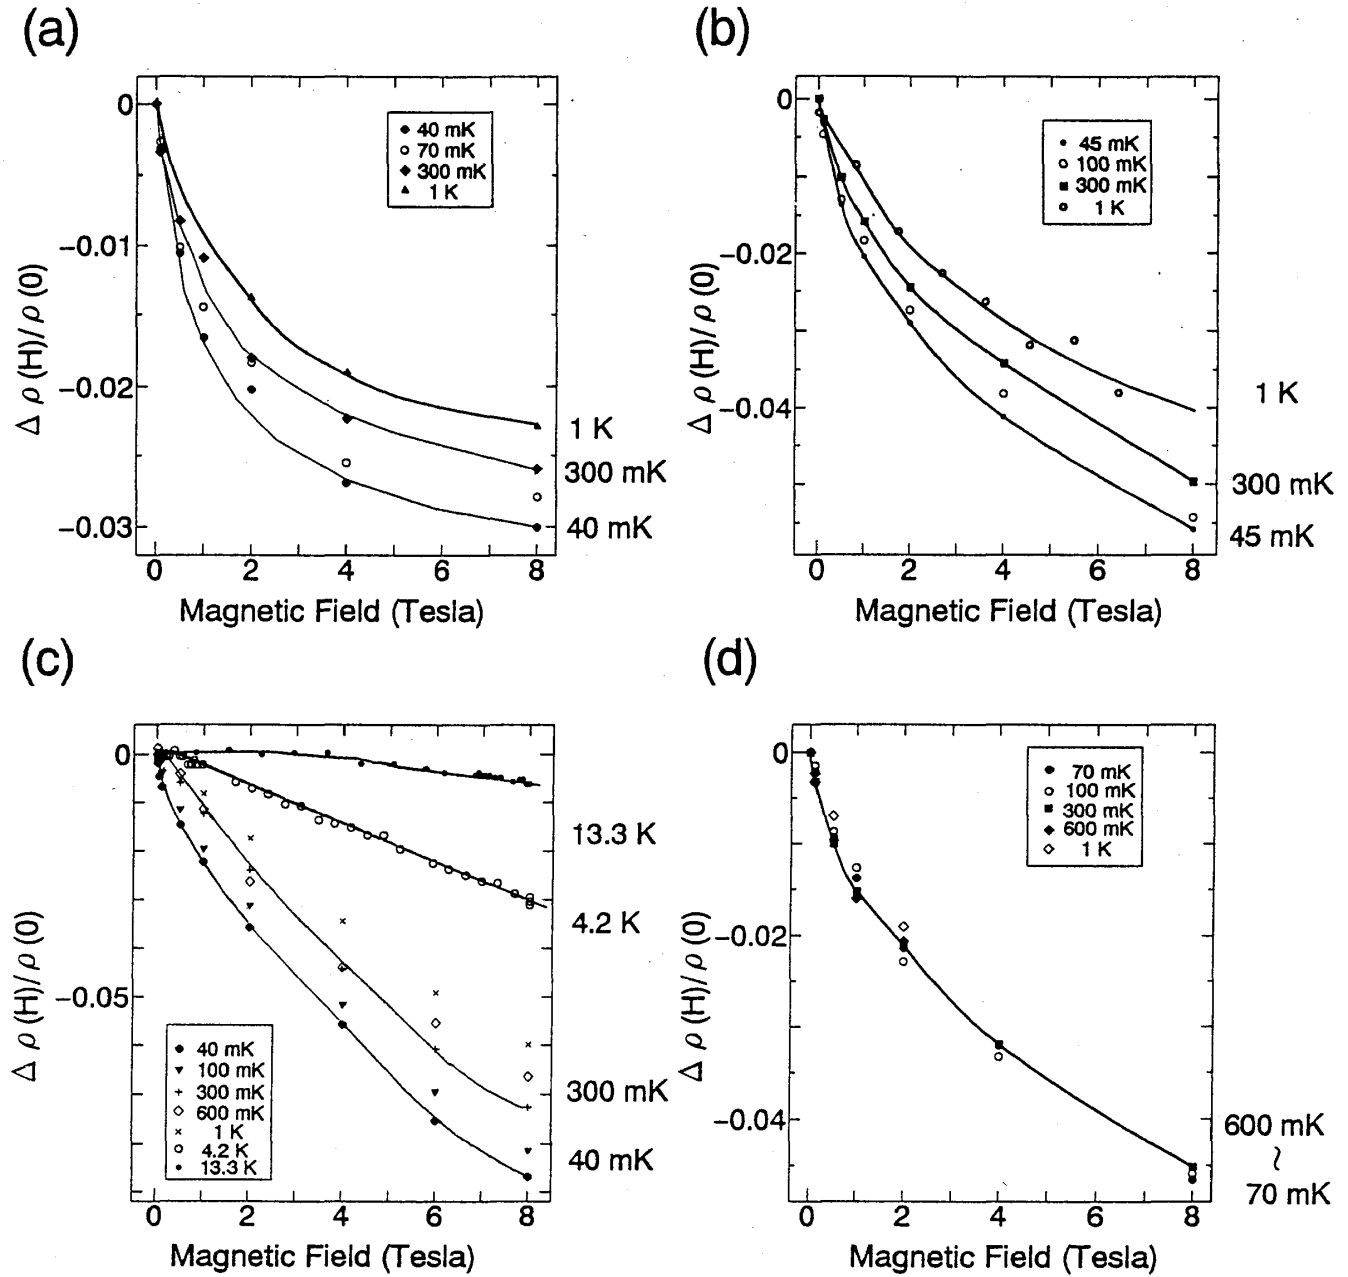 (a)
0
−0.01
−0.02
−0.03
Δ ρ (H)/ ρ (0)
40 mK
70 mK
300 mK
1 K
1 K
300 mK
40 mK
0 2 4 6 8
Magnetic Field (Tesla)
(b)
0
−0.02
−0.04
Δ ρ (H)/ ρ (0)
45 mK
100 mK
300 mK
1 K
1 K
300 mK
45 mK
0 2 4 6 8
Magnetic Field (Tesla)
(c)
0
−0.05
Δ ρ (H)/ ρ (0)
40 mK
100 mK
300 mK
600 mK
1 K
4.2 K
13.3 K
13.3 K
4.2 K
300 mK
40 mK
0 2 4 6 8
Magnetic Field (Tesla)
(d)
0
−0.02
−0.04
Δ ρ (H)/ ρ (0)
70 mK
100 mK
300 mK
600 mK
1 K
600 mK
~
70 mK
0 2 4 6 8
Magnetic Field (Tesla)